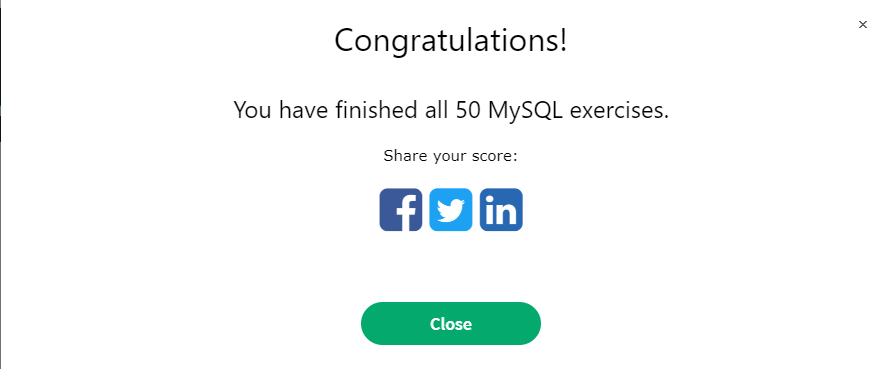 ×
Congratulations!
You have finished all 50 MySQL exercises.
Share your score:
Close